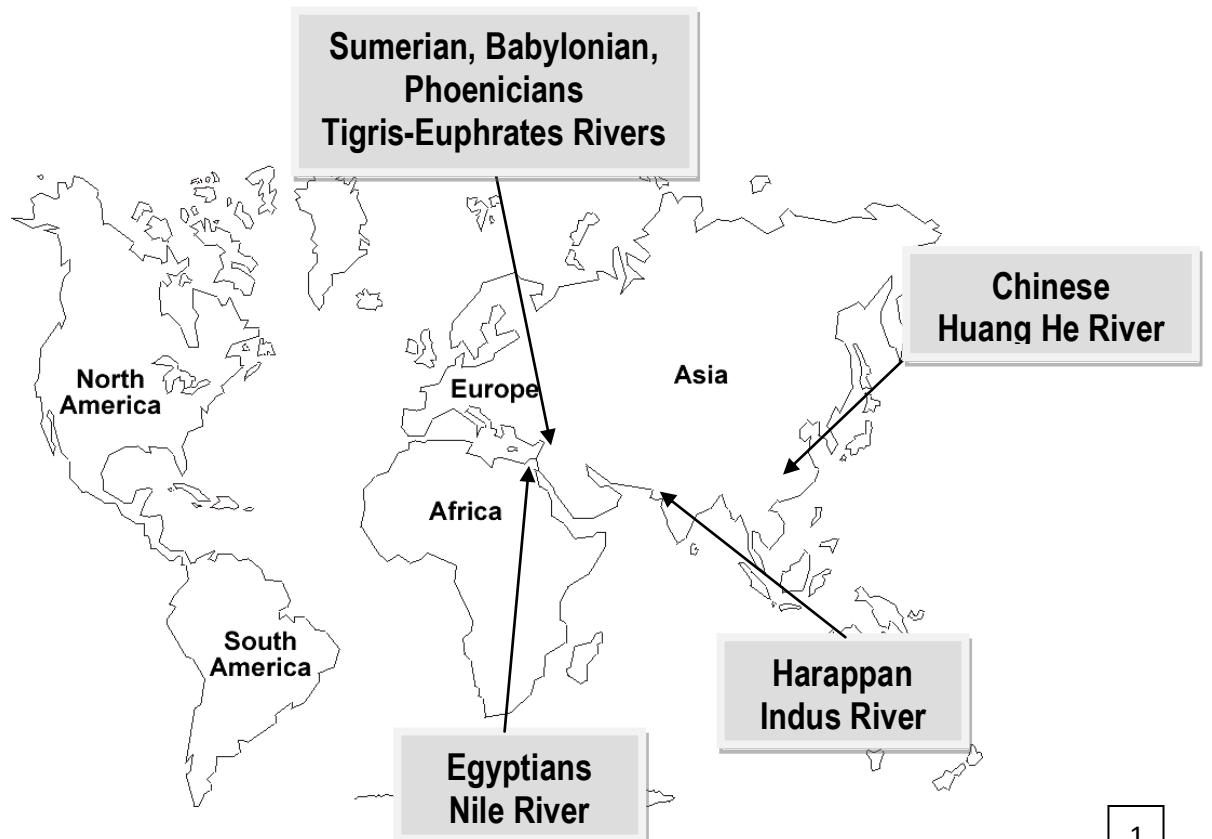 Sumerian, Babylonian,
Phoenicians
Tigris-Euphrates Rivers
Chinese
Huang He River
North
America
Europe
Asia
Africa
South
America
Harappan
Indus River
Egyptians
Nile River
1